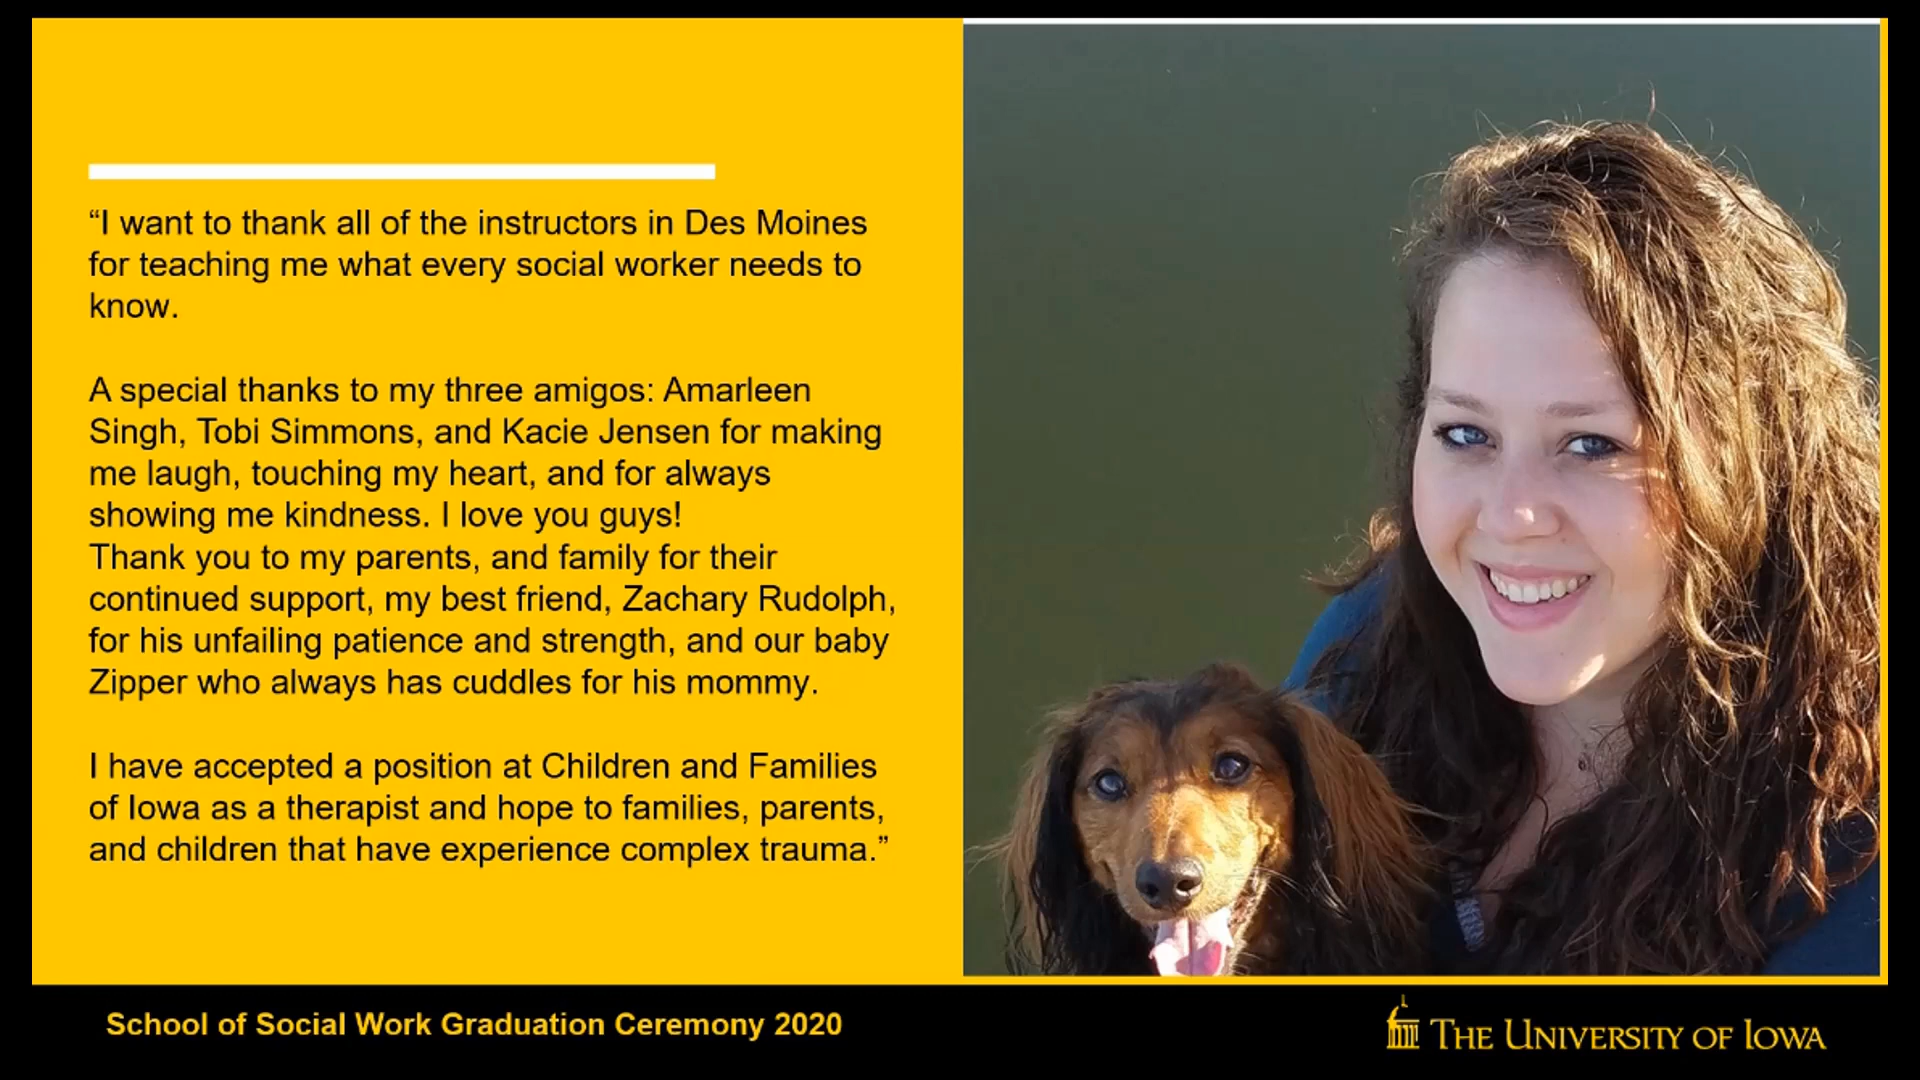 “I want to thank all of the instructors in Des Moines
for teaching me what every social worker needs to
know.
A special thanks to my three amigos: Amarleen
Singh, Tobi Simmons, and Kacie Jensen for making
me laugh, touching my heart, and for always
showing me kindness. I love you guys!
Thank you to my parents, and family for their
continued support, my best friend, Zachary Rudolph,
for his unfailing patience and strength, and our baby
Zipper who always has cuddles for his mommy.
I have accepted a position at Children and Families
of Iowa as a therapist and hope to families, parents,
and children that have experience complex trauma.”
School of Social Work Graduation Ceremony 2020
THE UNIVERSITY OF IOWA